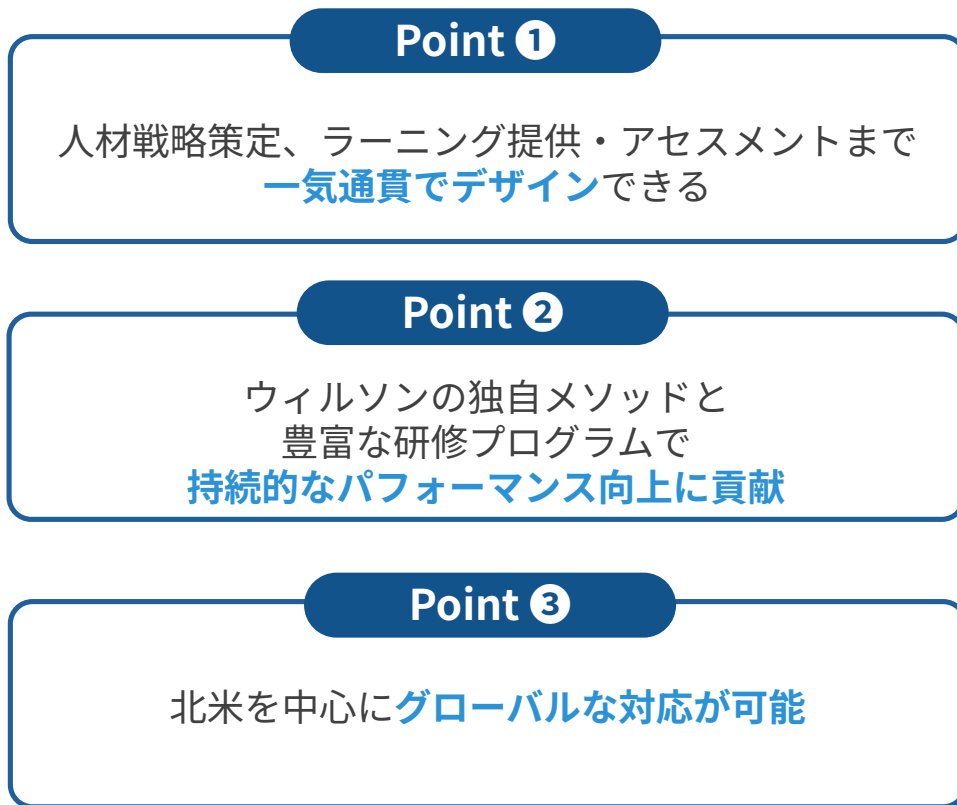 Point ❶
人材戦略策定、ラーニング提供・アセスメントまで
一気通貫でデザインできる
Point ❷
ウィルソンの独自メソッドと
豊富な研修プログラムで
持続的なパフォーマンス向上に貢献
Point ❸
北米を中心にグローバルな対応が可能